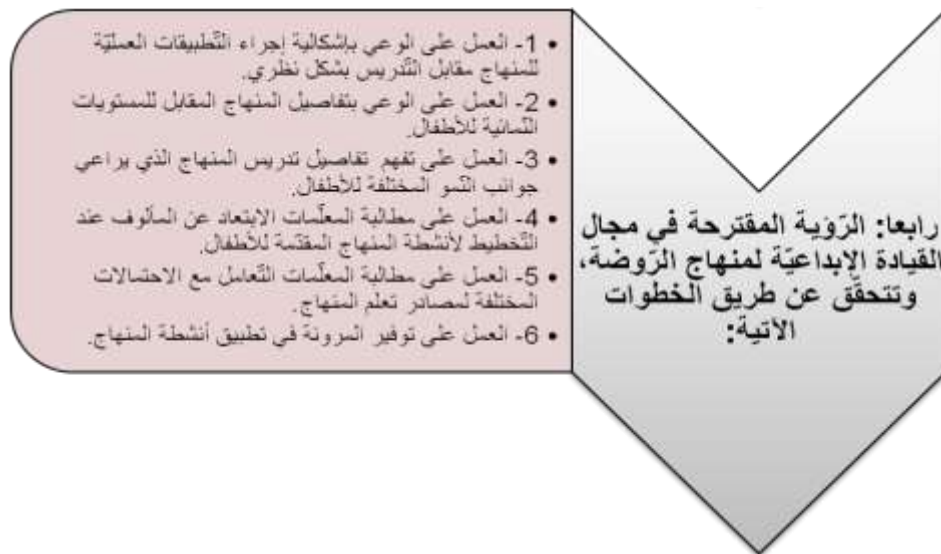 رابعا: الرّؤية المقترحة في مجال
القيادة الإبداعيّة لمنهاج الرّوضة،
وتتحقّق عن طريق الخطوات
الآتية:
• 1- العمل على الوعي بإشكالية إجراء التّطبيقات العمليّة
للمنهاج مقابل التّدريس بشكل نظري.
• 2- العمل على الوعي بتفاصيل المنهاج المقابل للمستويات
النّمائية للأطفال.
• 3- العمل على تفهم تفاصيل تدريس المنهاج الذي يراعي
جوانب النّمو المختلفة للأطفال.
• 4- العمل على مطالبة المعلّمات الابتعاد عن المألوف عند
التّخطيط لأنشطة المنهاج المقدّمة للأطفال.
• 5- العمل على مطالبة المعلّمات التّعامل مع الاحتمالات
المختلفة لمصادر تعلم المنهاج.
• 6- العمل على توفير المرونة في تطبيق أنشطة المنهاج.